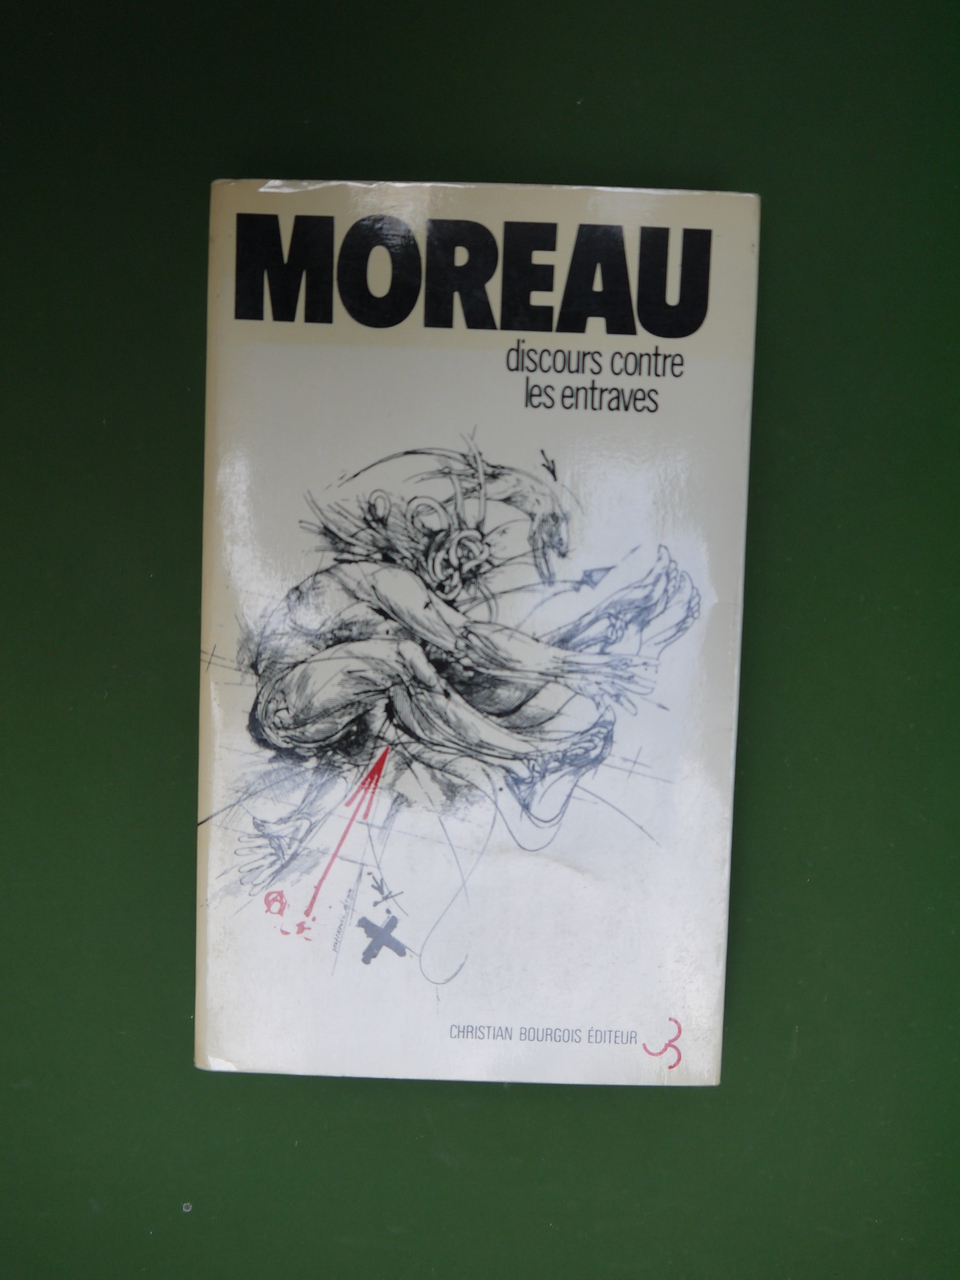 MOREAU
discours contre
les entraves
CHRISTIAN BOURGOIS ÉDITEUR